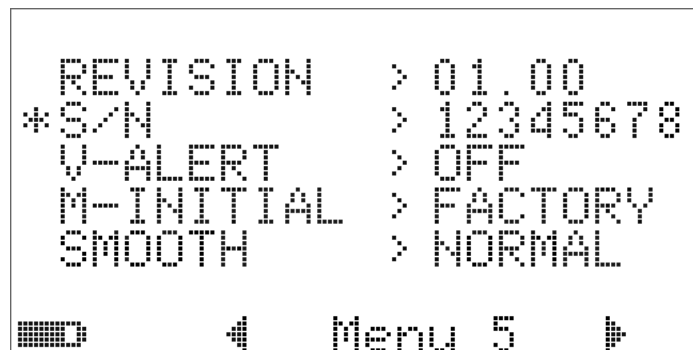 REVISION > 01.00
*S/N > 12345678
V-ALERT > OFF
M-INITIAL > FACTORY
SMOOTH > NORMAL
Menu 5